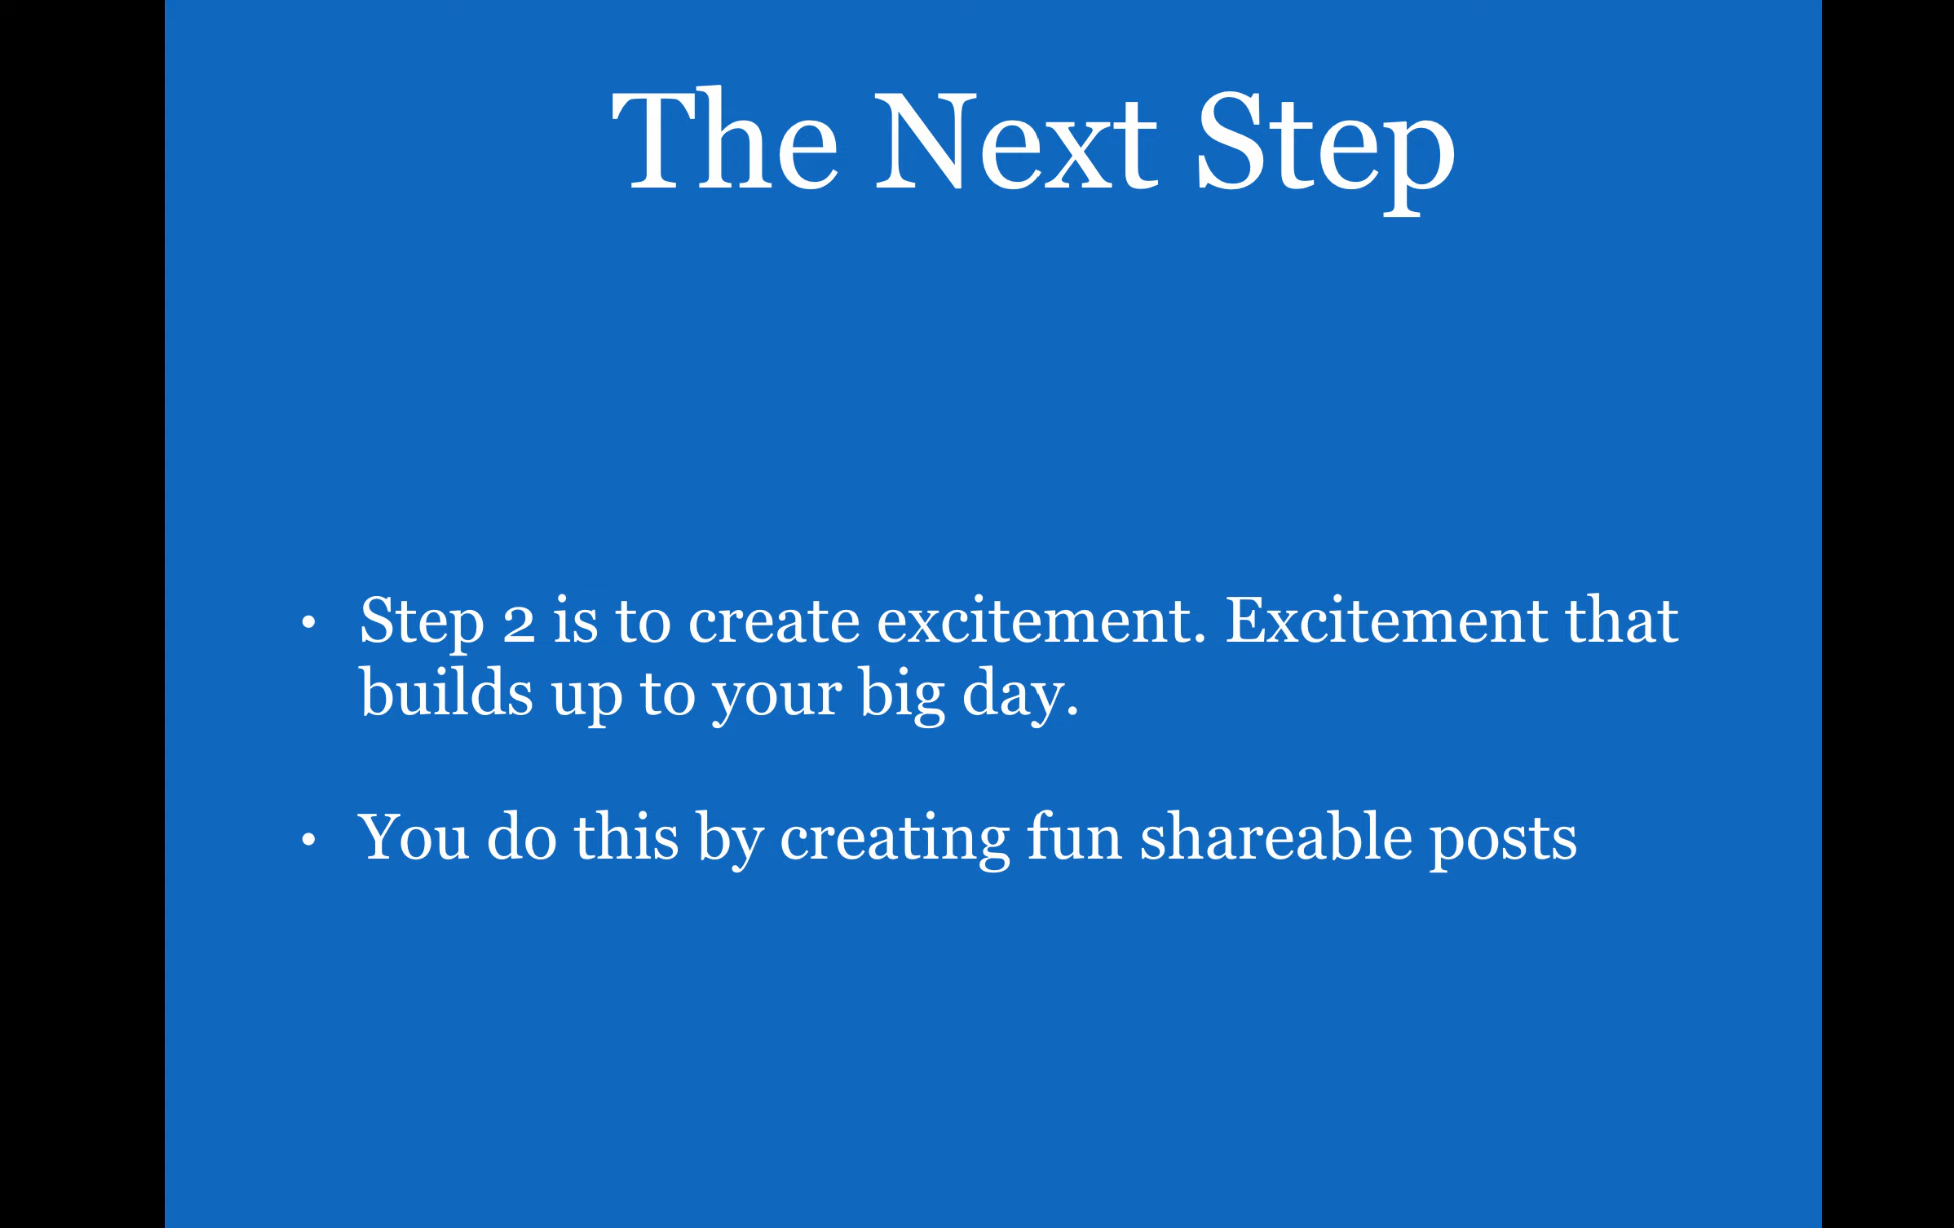 The Next Step
• Step 2 is to create excitement. Excitement that
builds up to your big day.
• You do this by creating fun shareable posts